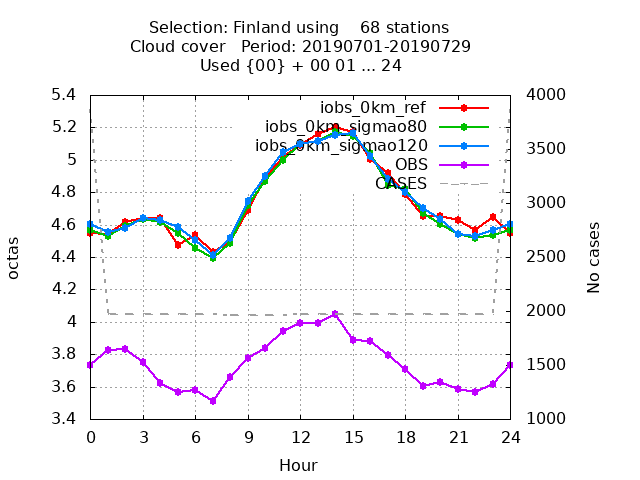 Selection: Finland using    68 stations
Cloud cover   Period: 20190701-20190729
Used {00} + 00 01 ... 24
5.4
5.2
5
4.8
4.6
4.4
4.2
4
3.8
3.6
3.4
octas
iobs_0km_ref
iobs_0km_sigmao80
iobs_0km_sigmao120
OBS
CASES
4000
3500
3000
2500
2000
1500
1000
No cases
0 3 6 9 12 15 18 21 24
Hour